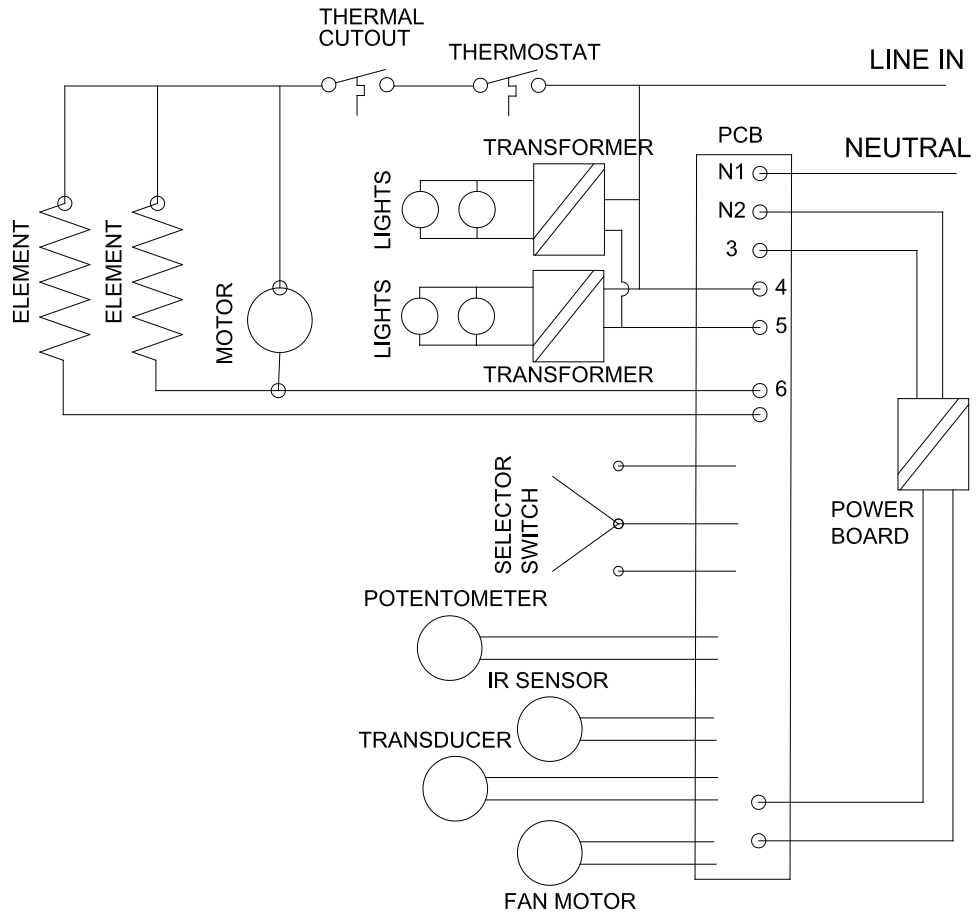 THERMAL
CUTOUT
THERMOSTAT
LINE IN
PCB
NEUTRAL
TRANSFORMER
N1
LIGHTS
N2
ELEMENT
ELEMENT
3
MOTOR
LIGHTS
4
5
TRANSFORMER
6
SELECTOR
SWITCH
POWER
BOARD
POTENTOMETER
IR SENSOR
TRANSDUCER
FAN MOTOR